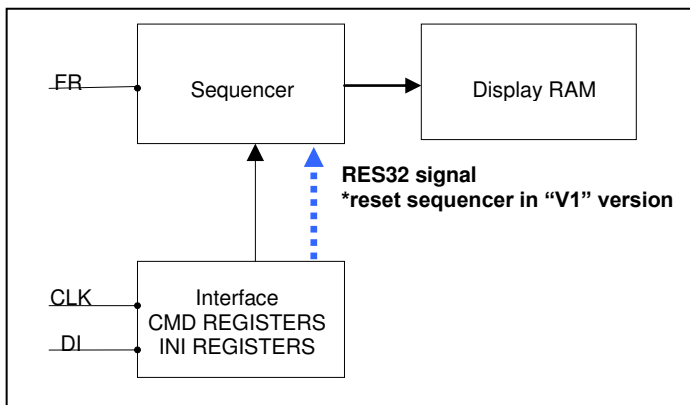 FR
Sequencer
Display RAM
RES32 signal
*reset sequencer in “V1” version
CLK
DI
Interface
CMD REGISTERS
INI REGISTERS